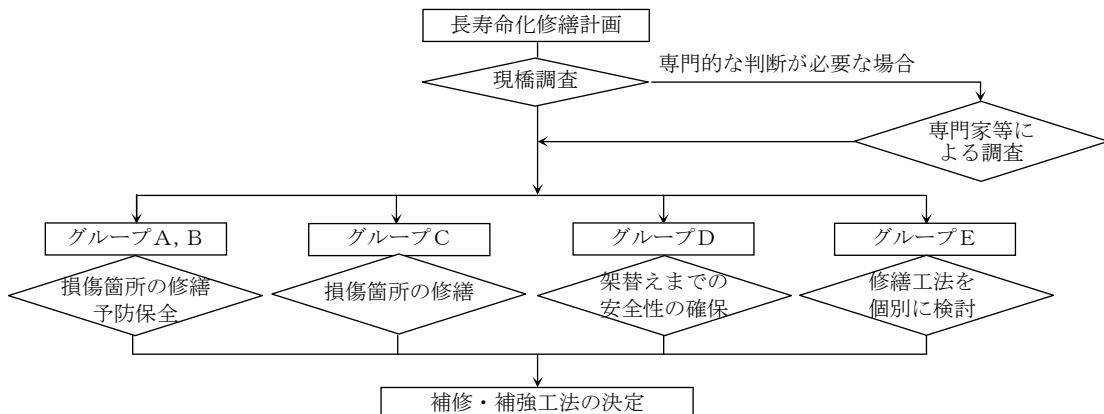 長寿命化修繕計画
現橋調査
専門的な判断が必要な場合
専門家等に
よる調査
グループA, B
グループC
グループD
グループE
損傷箇所の修繕
予防保全
損傷箇所の修繕
架替えまでの
安全性の確保
修繕工法を
個別に検討
補修・補強工法の決定